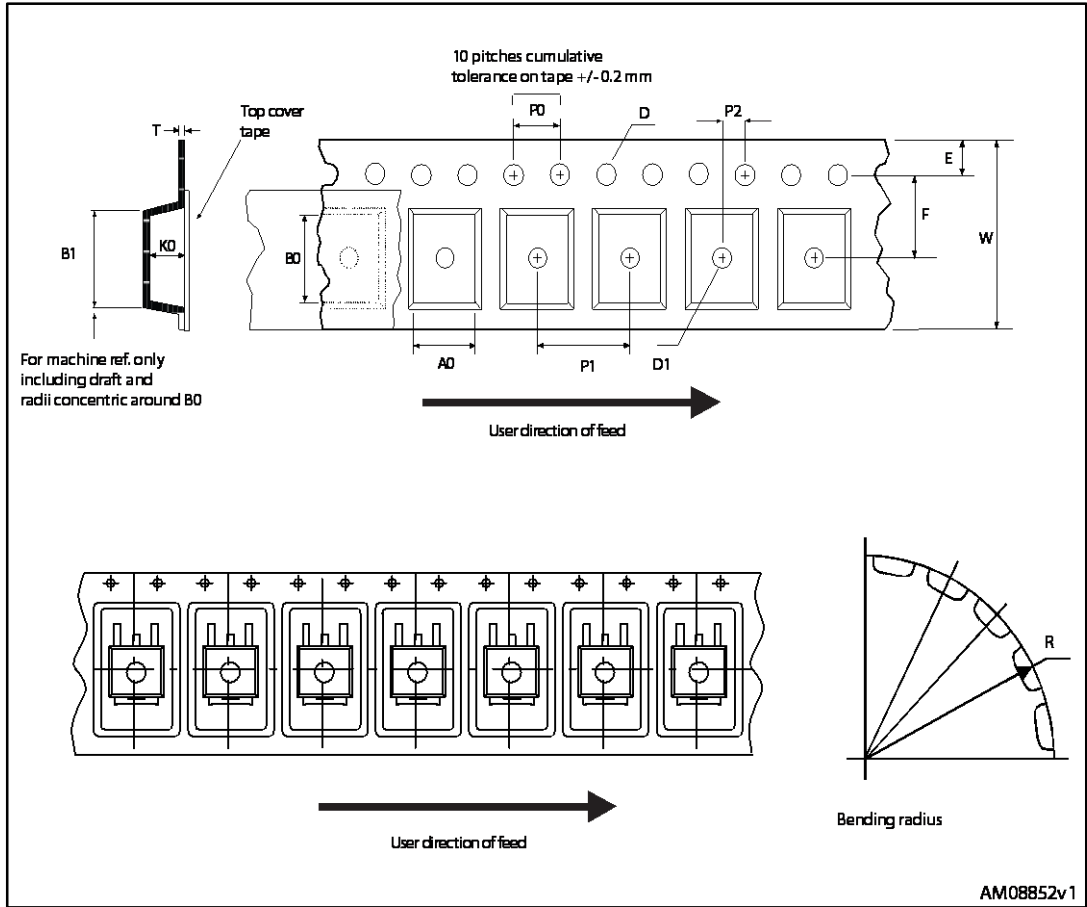 10 pitches cumulative
tolerance on tape +/- 0.2 mm
Top cover
tape
T
P0
D
P2
E
F
W
B1
K0
B0
A0
P1
D1
For machine ref. only
including draft and
radii concentric around B0
User direction of feed
R
Bending radius
User direction of feed
AM08852v1